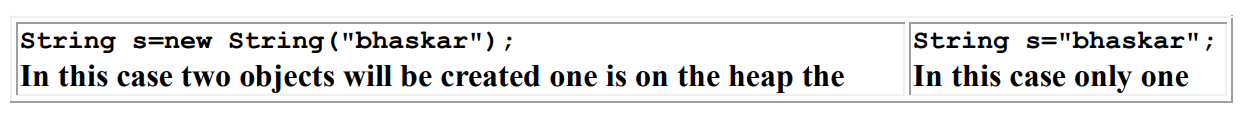 String s=new String("bhaskar");
In this case two objects will be created one is on the heap the
String s="bhaskar";
In this case only one